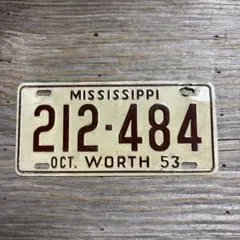 MISSISSIPPI
212-484
OCT. WORTH 53